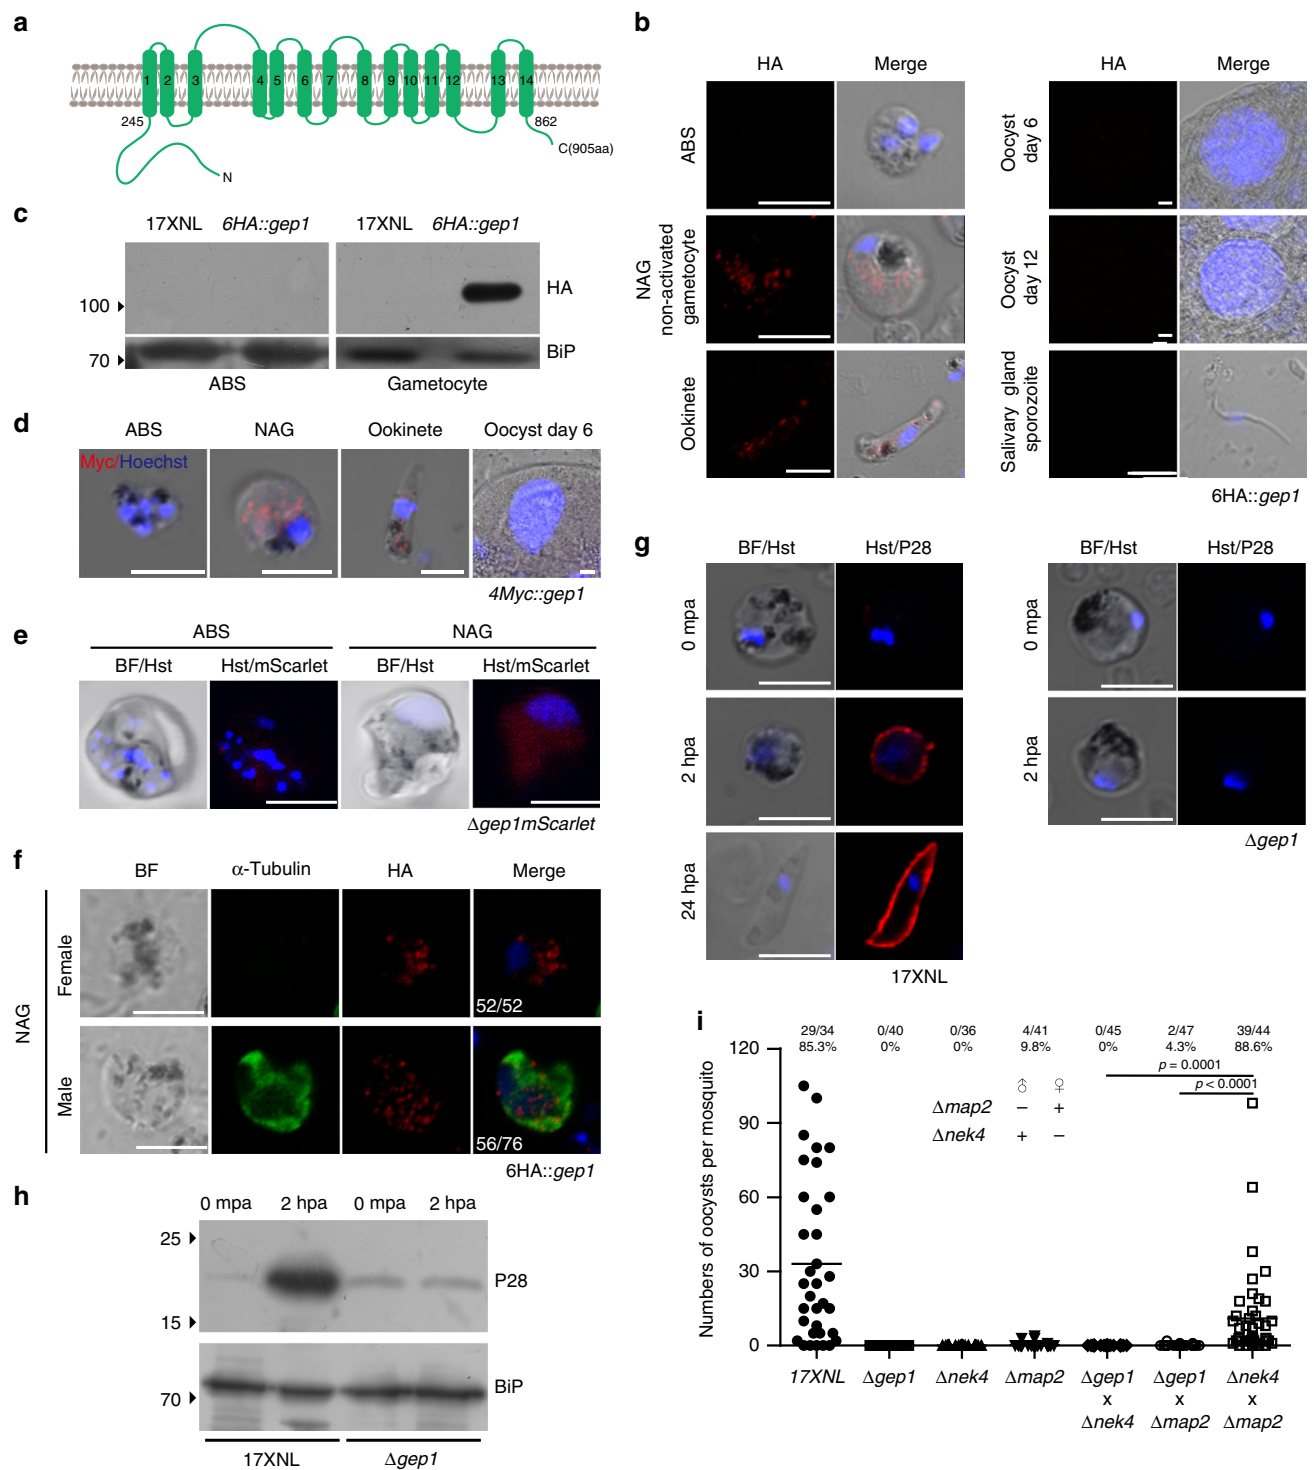 a
1 2 3 4 5 6 7 8 9 10 11 12 13 14
245
862
C(905aa)
N
b
HA Merge
ABS
NAG non-activated gametocyte
Ookinete
HA Merge
Oocyst day 6
Oocyst day 12
Salivary gland sporozoite
6HA::gep1
c
17XNL 6HA::gep1 17XNL 6HA::gep1
100
HA
70
BiP
ABS Gametocyte
d
ABS NAG Ookinete Oocyst day 6
Myc/Hoechst
4Myc::gep1
e
ABS NAG
BF/Hst Hst/mScarlet BF/Hst Hst/mScarlet
Δgep1mScarlet
f
BF α-Tubulin HA Merge
NAG
Female
52/52
Male
56/76
6HA::gep1
g
BF/Hst Hst/P28
0 mpa
2 hpa
24 hpa
17XNL
BF/Hst Hst/P28
0 mpa
2 hpa
Δgep1
h
0 mpa 2 hpa 0 mpa 2 hpa
25
P28
15
70
BiP
17XNL Δgep1
i
29/34 0/40 0/36 4/41 0/45 2/47 39/44
85.3% 0% 0% 9.8% 0% 4.3% 88.6%
p = 0.0001
p < 0.0001
♂ ♀
Δmap2 − +
Δnek4 + −
Numbers of oocysts per mosquito
120
90
60
30
0
17XNL
Δgep1
Δnek4
Δmap2
Δgep1 x Δnek4
Δgep1 x Δmap2
Δnek4 x Δmap2